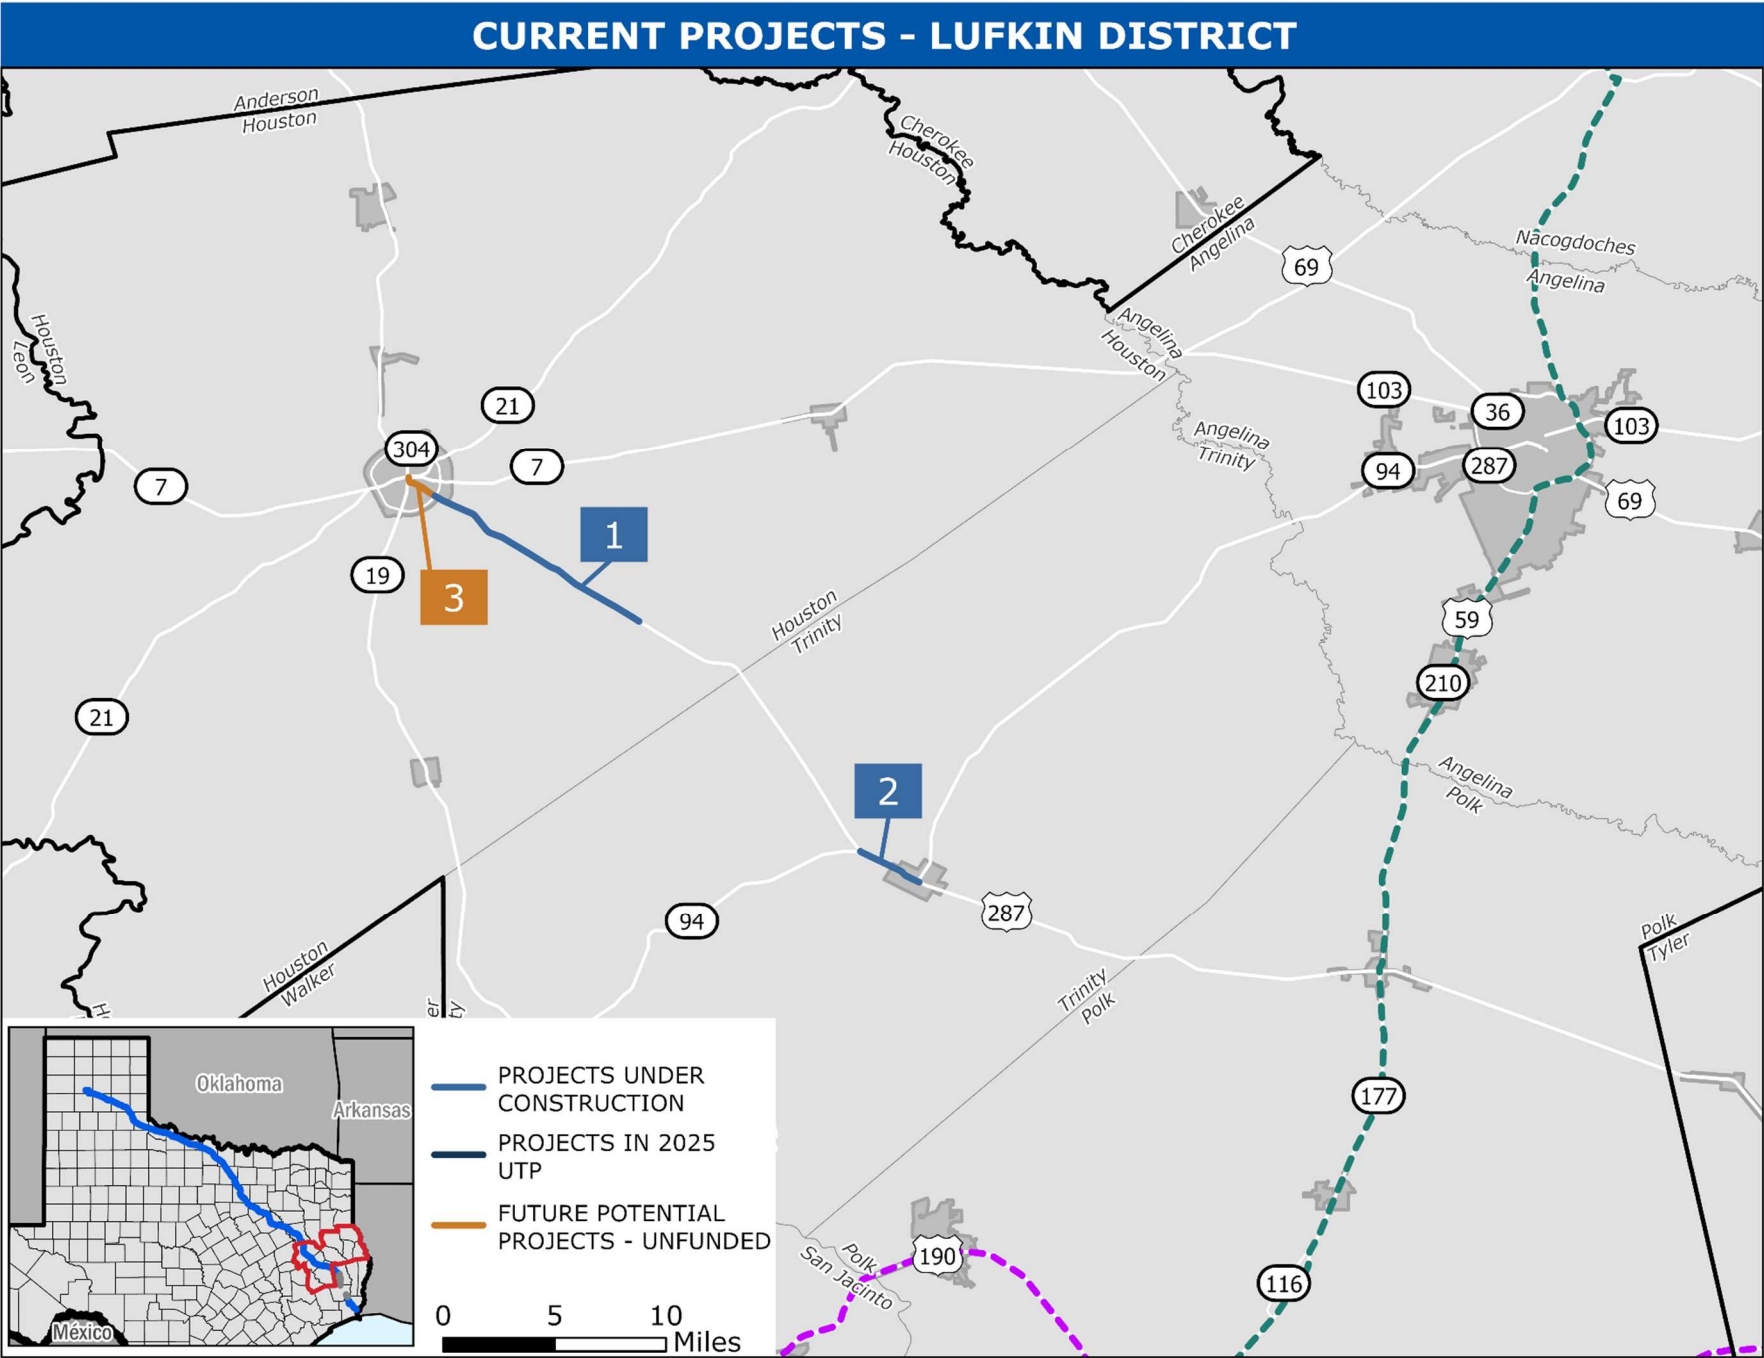 CURRENT PROJECTS - LUFKIN DISTRICT
Anderson
Houston
Cherokee
Houston
Cherokee
Angelina
Nacogdoches
Angelina
69
Houston
Leon
Angelina
Houston
103
36
103
21
304
7
7
Angelina
Trinity
94
287
69
1
19
3
Houston
Trinity
59
210
21
2
Angelina
Polk
94
287
Houston
Walker
Polk
Tyler
Trinity
Polk
er
ty
Ho
177
190
Polk
San Jacinto
116
Oklahoma
Arkansas
México
PROJECTS UNDER
CONSTRUCTION
PROJECTS IN 2025
UTP
FUTURE POTENTIAL
PROJECTS - UNFUNDED
0 5 10
Miles